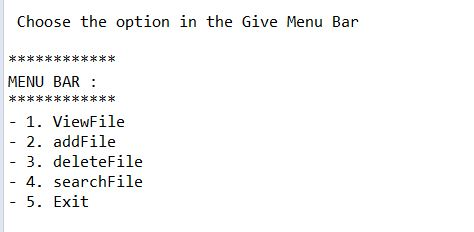 Choose the option in the Give Menu Bar
************
MENU BAR :
************
- 1. ViewFile
- 2. addFile
- 3. deleteFile
- 4. searchFile
- 5. Exit